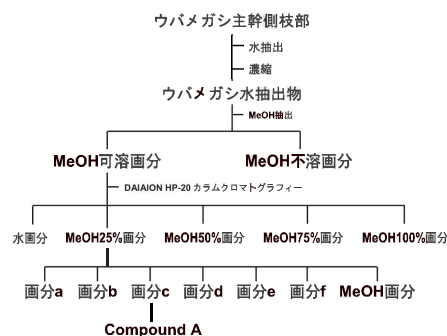 ウバメガシ主幹側枝部
水抽出
濃縮
ウバメガシ水抽出物
MeOH抽出
MeOH可溶画分 MeOH不溶画分
DAIAION HP-20 カラムクロマトグラフィー
水画分 MeOH25%画分 MeOH50%画分 MeOH75%画分 MeOH100%画分
画分a 画分b 画分c 画分d 画分e 画分f MeOH画分
Compound A